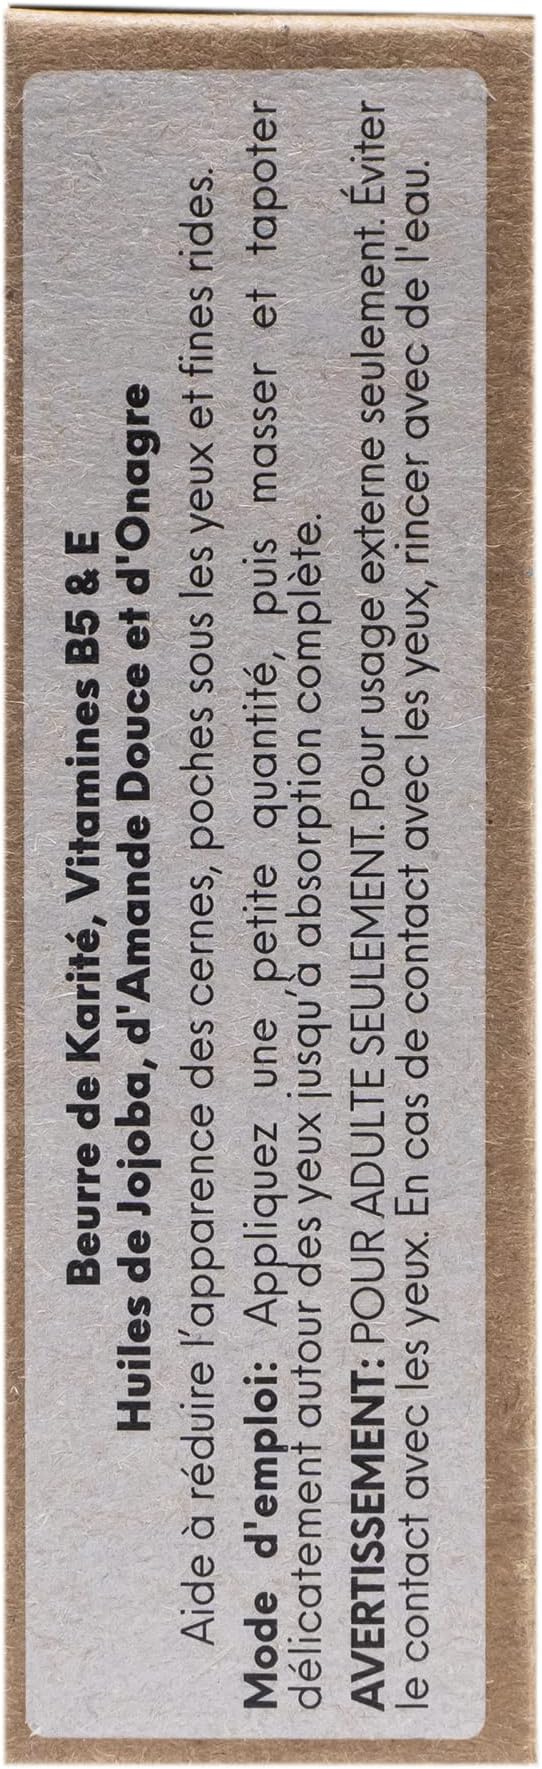 Beurre de Karité, Vitamines B5 & E
Huiles de Jojoba, d'Amande Douce et d'Onagre
Aide à réduire l'apparence des cernes, poches sous les yeux et fines rides.
Mode d'emploi: Appliquez une petite quantité, puis masser et tapoter
délicatement autour des yeux jusqu'à absorption complète.
AVERTISSEMENT: POUR ADULTE SEULEMENT. Pour usage externe seulement. Éviter
le contact avec les yeux. En cas de contact avec les yeux, rincer avec de l'eau.